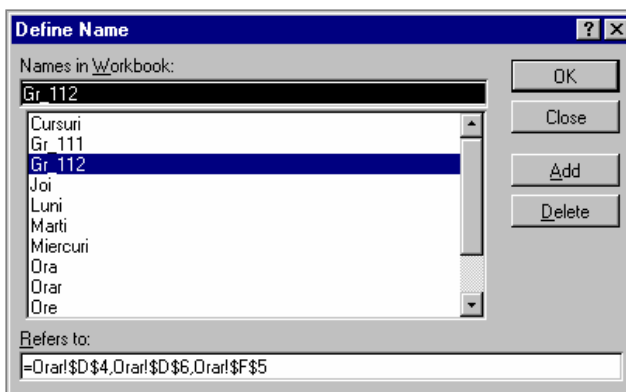 Define Name
Names in Workbook:
Gr_112
Cursuri
Gr_111
Gr_112
Joi
Luni
Marti
Miercuri
Ora
Orar
Ore
OK
Close
Add
Delete
Refers to:
=Orar!$D$4,Orar!$D$6,Orar!$F$5